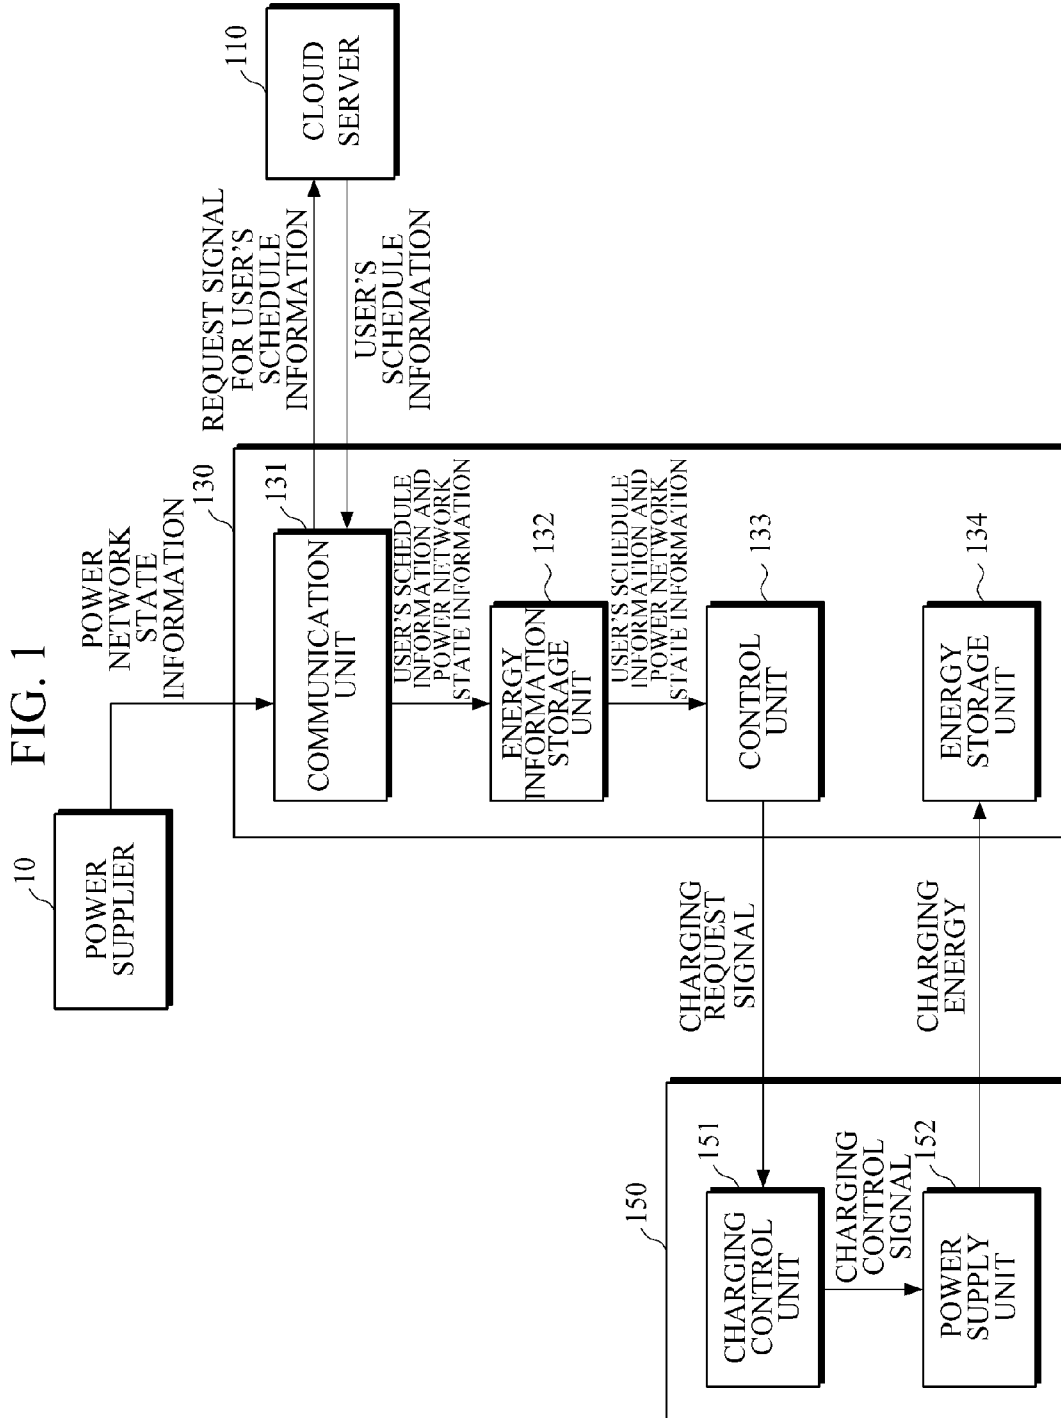 FIG. 1
10
POWER
SUPPLIER
POWER
NETWORK
STATE
INFORMATION
130
131
COMMUNICATION
UNIT
REQUEST SIGNAL
FOR USER'S
SCHEDULE
INFORMATION
USER'S
SCHEDULE
INFORMATION
110
CLOUD
SERVER
USER'S SCHEDULE
INFORMATION AND
POWER NETWORK
STATE INFORMATION
132
ENERGY
INFORMATION
STORAGE
UNIT
USER'S SCHEDULE
INFORMATION AND
POWER NETWORK
STATE INFORMATION
133
CONTROL
UNIT
CHARGING
REQUEST
SIGNAL
150
151
CHARGING
CONTROL
UNIT
CHARGING
CONTROL
SIGNAL
152
POWER
SUPPLY
UNIT
CHARGING
ENERGY
134
ENERGY
STORAGE
UNIT